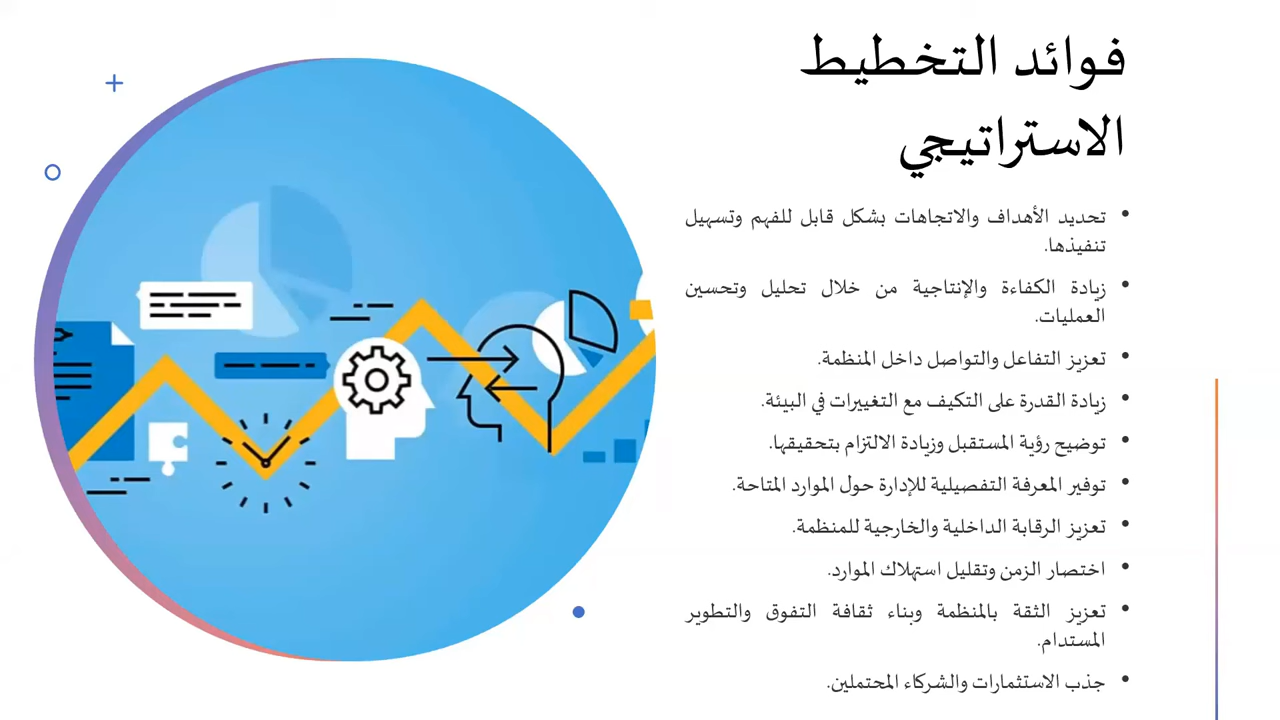 فوائد التخطيط
الاستراتيجي
• تحديد الأهداف والاتجاهات بشكل قابل للفهم وتسهيل
تنفيذها.
• زيادة الكفاءة والإنتاجية من خلال تحليل وتحسين
العمليات.
• تعزيز التفاعل والتواصل داخل المنظمة.
• زيادة القدرة على التكيف مع التغييرات في البيئة.
• توضيح رؤية المستقبل وزيادة الالتزام بتحقيقها.
• توفير المعرفة التفصيلية للإدارة حول الموارد المتاحة.
• تعزيز الرقابة الداخلية والخارجية للمنظمة.
• اختصار الزمن وتقليل استهلاك الموارد.
• تعزيز الثقة بالمنظمة وبناء ثقافة التفوق والتطوير
المستدام.
• جذب الاستثمارات والشركاء المحتملين.